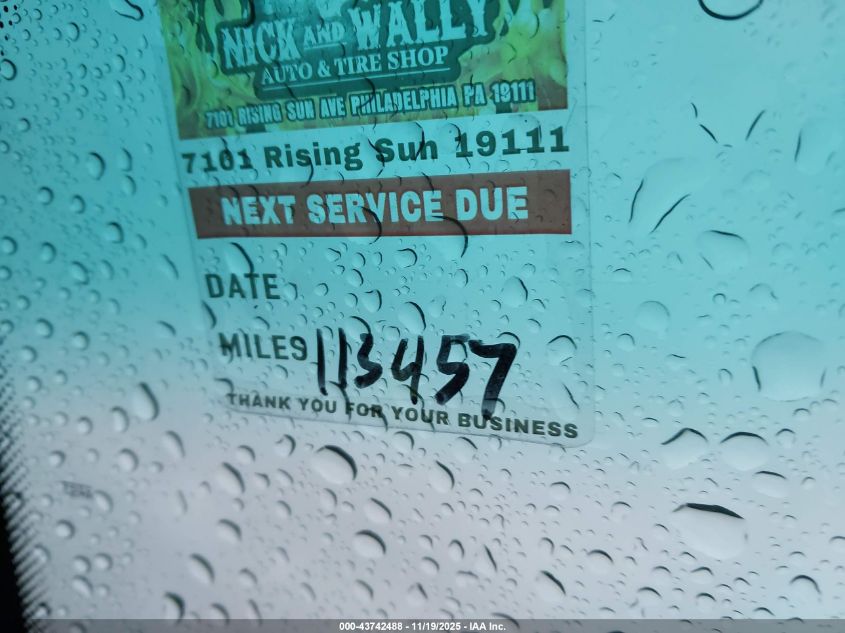 NICK AND WALLY
AUTO & TIRE SHOP
7101 RISING SUN AVE PHILADELPHIA PA 19111
7101 Rising Sun 19111
NEXT SERVICE DUE
DATE
MILES 113457
THANK YOU FOR YOUR BUSINESS
000-43742488 - 11/19/2025 - IAA Inc.